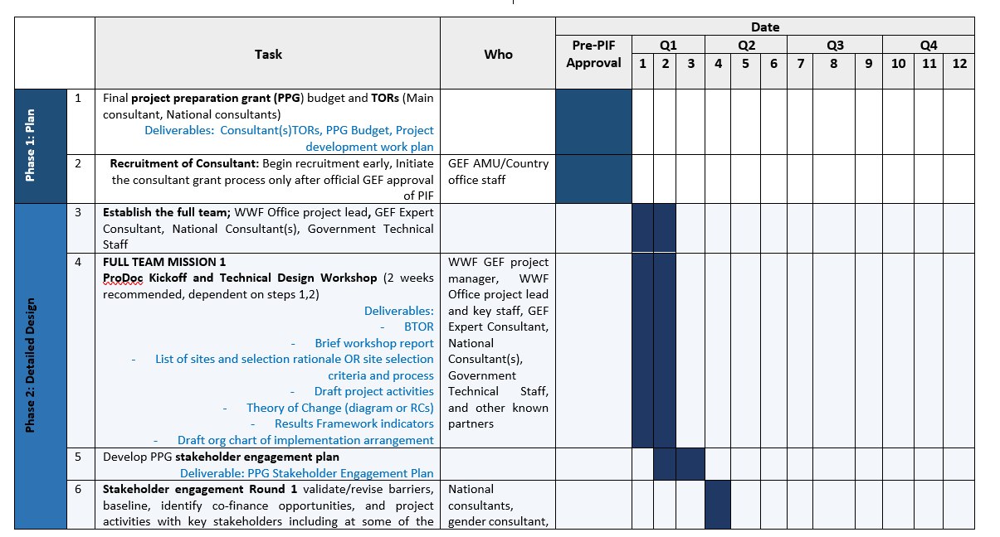 Date
Task
Who
Pre-PIF
Approval
Q1
Q2
Q3
Q4
1
2
3
4
5
6
7
8
9
10
11
12
Phase 1: Plan
1
Final project preparation grant (PPG) budget and TORs (Main
consultant, National consultants)
Deliverables: Consultant(s)TORs, PPG Budget, Project
development work plan
2
Recruitment of Consultant: Begin recruitment early, Initiate
the consultant grant process only after official GEF approval
of PIF
GEF AMU/Country
office staff
Phase 2: Detailed Design
3
Establish the full team; WWF Office project lead, GEF Expert
Consultant, National Consultant(s), Government Technical
Staff
4
FULL TEAM MISSION 1
ProDoc Kickoff and Technical Design Workshop (2 weeks
recommended, dependent on steps 1,2)
Deliverables:
- BTOR
- Brief workshop report
- List of sites and selection rationale OR site selection
criteria and process
- Draft project activities
- Theory of Change (diagram or RCs)
- Results Framework indicators
- Draft org chart of implementation arrangement
WWF GEF project
manager, WWF
Office project lead
and key staff, GEF
Expert Consultant,
National
Consultant(s),
Government
Technical Staff,
and other known
partners
5
Develop PPG stakeholder engagement plan
Deliverable: PPG Stakeholder Engagement Plan
6
Stakeholder engagement Round 1 validate/revise barriers,
baseline, identify co-finance opportunities, and project
activities with key stakeholders including at some of the
National
consultants,
gender consultant,